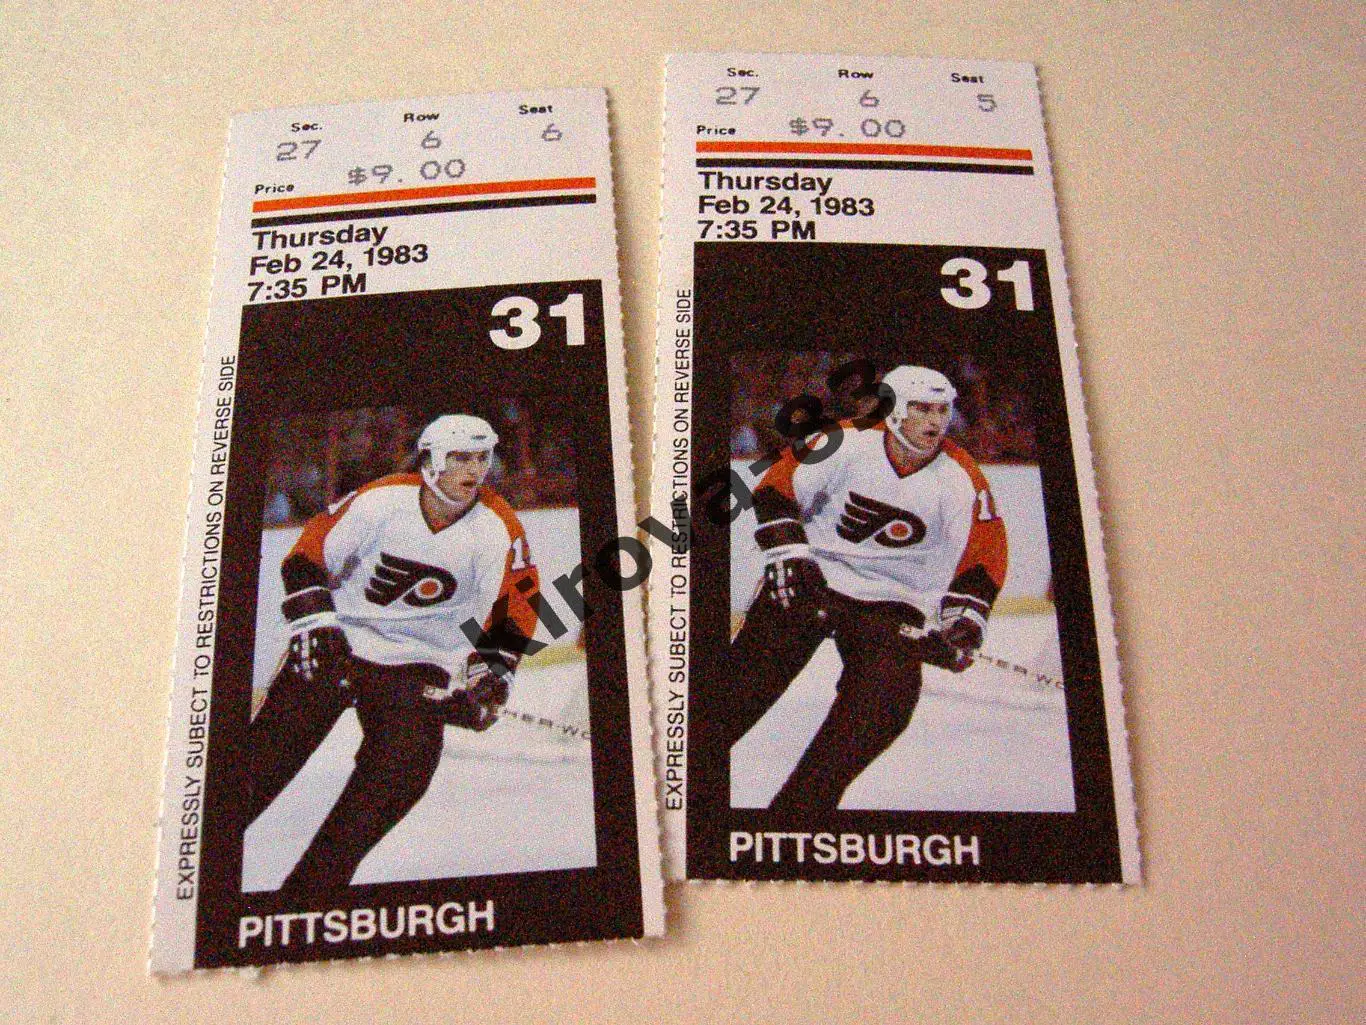 Sec. Row Seat
27 6 6
Price $9.00
Thursday
Feb 24, 1983
7:35 PM
31
EXPRESSLY SUBECT TO RESTRICTIONS ON REVERSE SIDE
PITTSBURGH
Sec. Row Seat
27 6 5
Price $9.00
Thursday
Feb 24, 1983
7:35 PM
31
EXPRESSLY SUBECT TO RESTRICTIONS ON REVERSE SIDE
PITTSBURGH
kirova-83